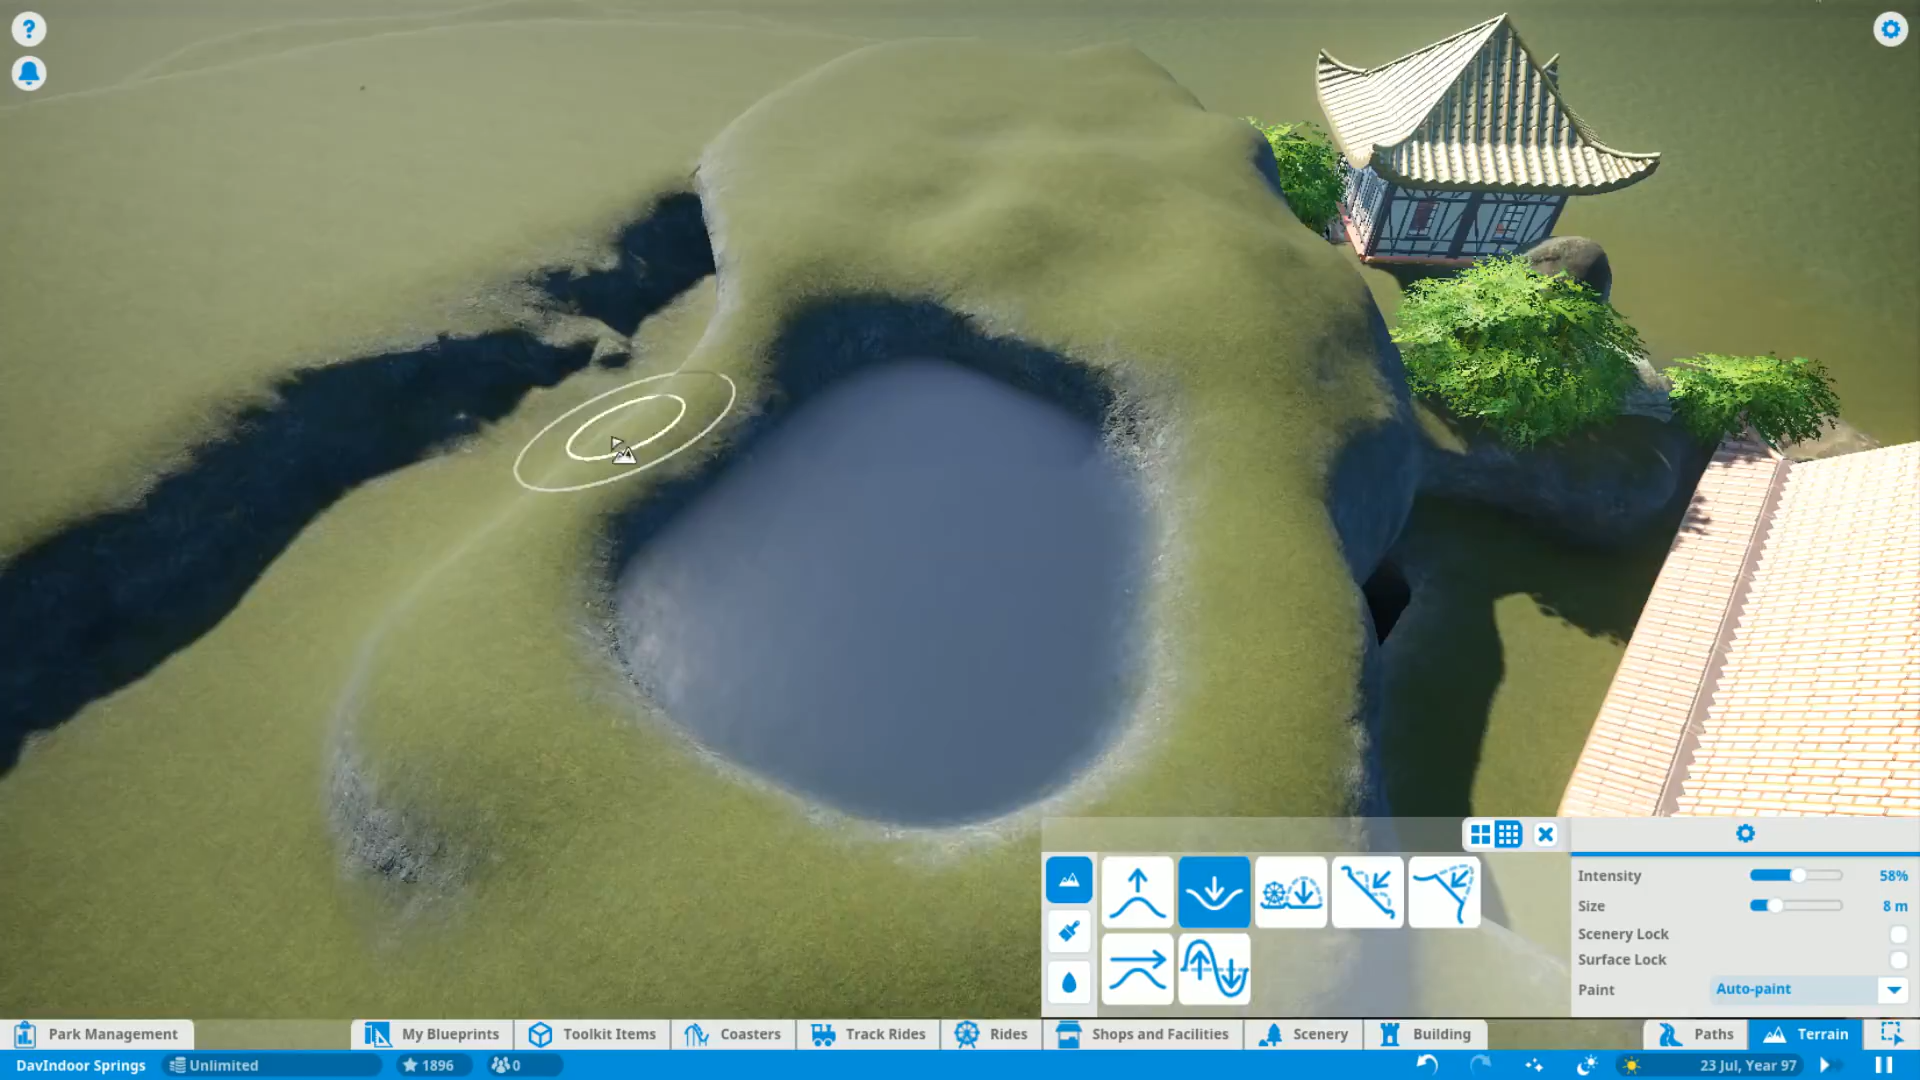 ?
Intensity 58%
Size 8 m
Scenery Lock
Surface Lock
Paint Auto-paint
Park Management My Blueprints Toolkit Items Coasters Track Rides Rides Shops and Facilities Scenery Building Paths Terrain
DavIndoor Springs Unlimited 1896 0 23 Jul, Year 97